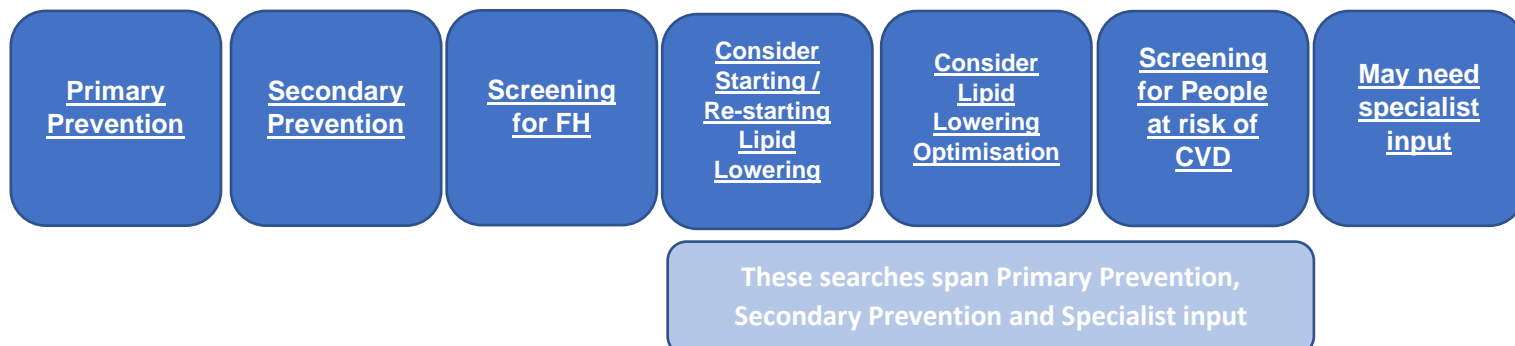 Primary
Prevention
Secondary
Prevention
Screening
for FH
Consider
Starting /
Re-starting
Lipid
Lowering
Consider
Lipid
Lowering
Optimisation
Screening
for People
at risk of
CVD
May need
specialist
input
These searches span Primary Prevention,
Secondary Prevention and Specialist input